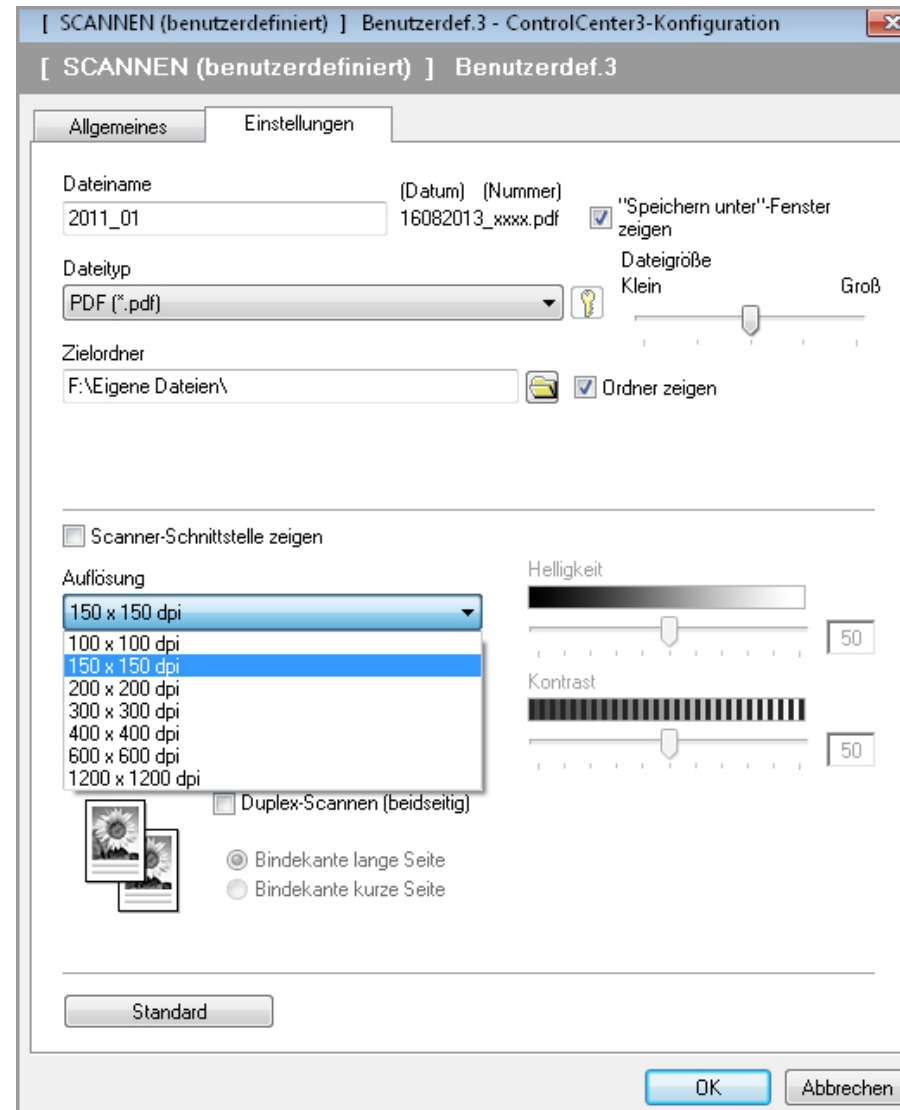 [ SCANNEN (benutzerdefiniert) ] Benutzerdef.3 - ControlCenter3-Konfiguration
[ SCANNEN (benutzerdefiniert) ] Benutzerdef.3
Allgemeines
Einstellungen
Dateiname
(Datum) (Nummer)
2011_01
16082013_xxxx.pdf
"Speichern unter"-Fenster
zeigen
Dateityp
Dateigröße
Klein
Groß
PDF (*.pdf)
Zielordner
F:\Eigene Dateien\
Ordner zeigen
Scanner-Schnittstelle zeigen
Auflösung
150 x 150 dpi
100 x 100 dpi
150 x 150 dpi
200 x 200 dpi
300 x 300 dpi
400 x 400 dpi
600 x 600 dpi
1200 x 1200 dpi
Helligkeit
50
Kontrast
50
Duplex-Scannen (beidseitig)
Bindekante lange Seite
Bindekante kurze Seite
Standard
OK
Abbrechen